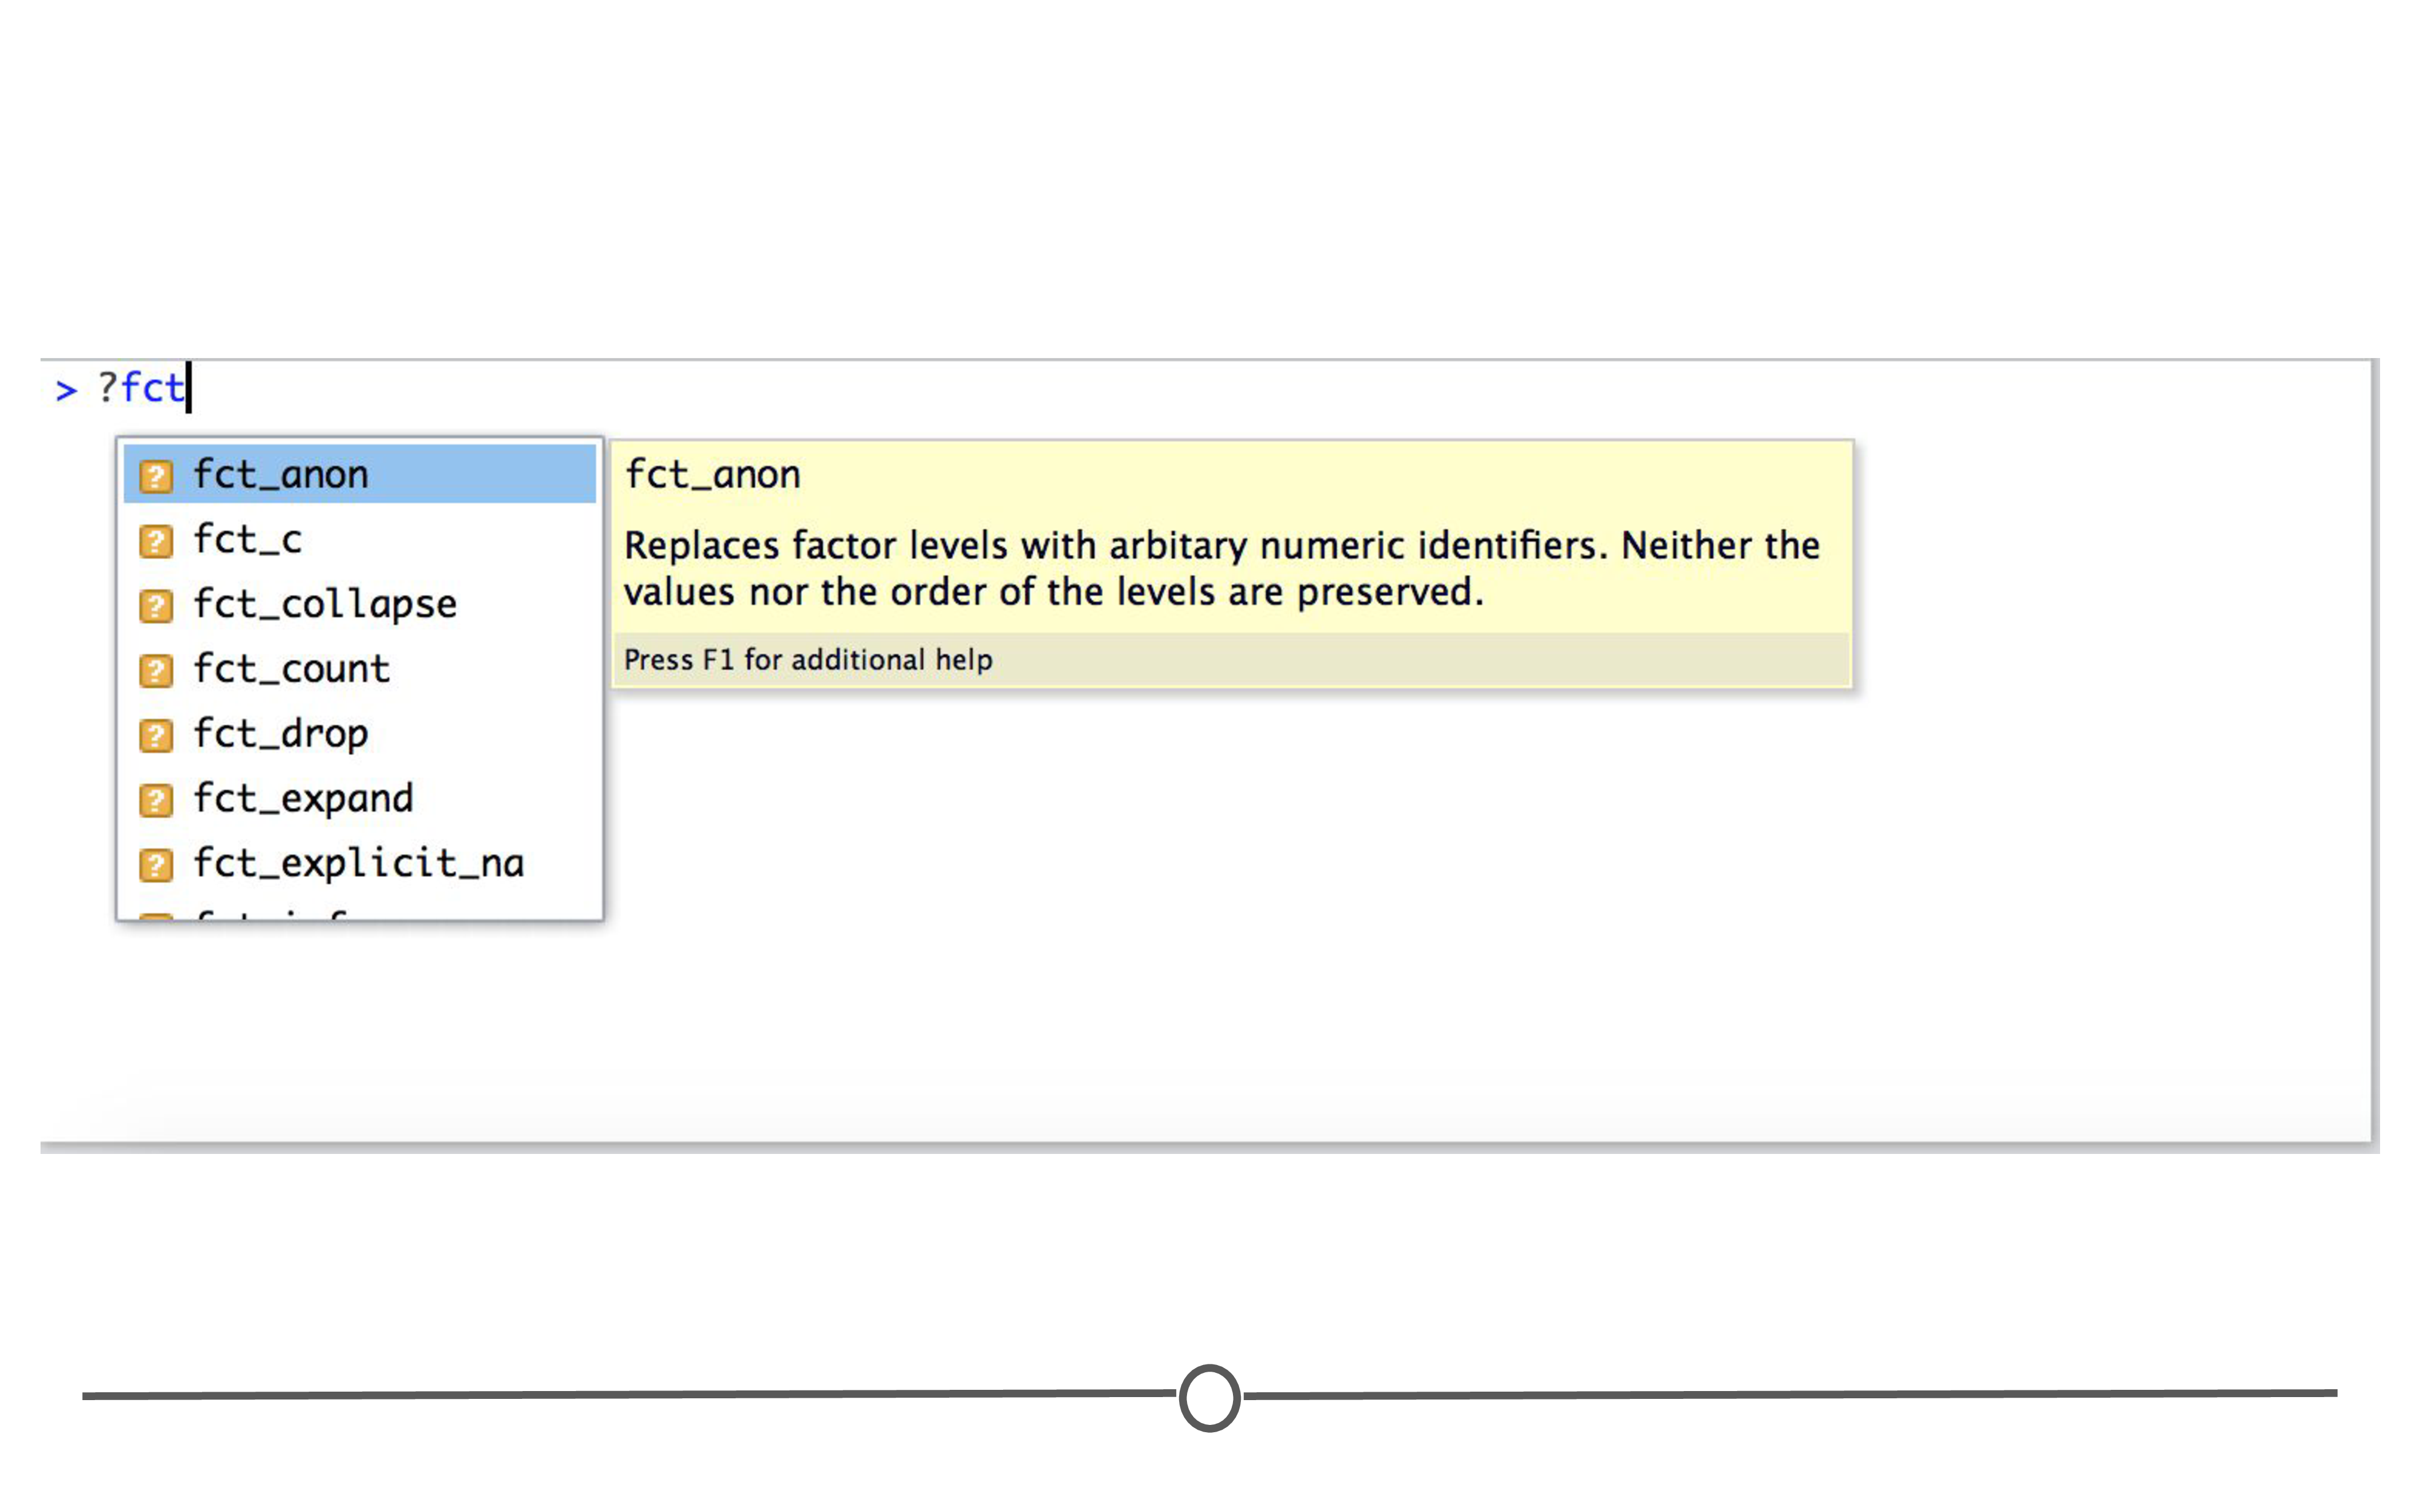 > ?fct
fct_anon
fct_c
fct_collapse
fct_count
fct_drop
fct_expand
fct_explicit_na
fct_anon
Replaces factor levels with arbitary numeric identifiers. Neither the
values nor the order of the levels are preserved.
Press F1 for additional help